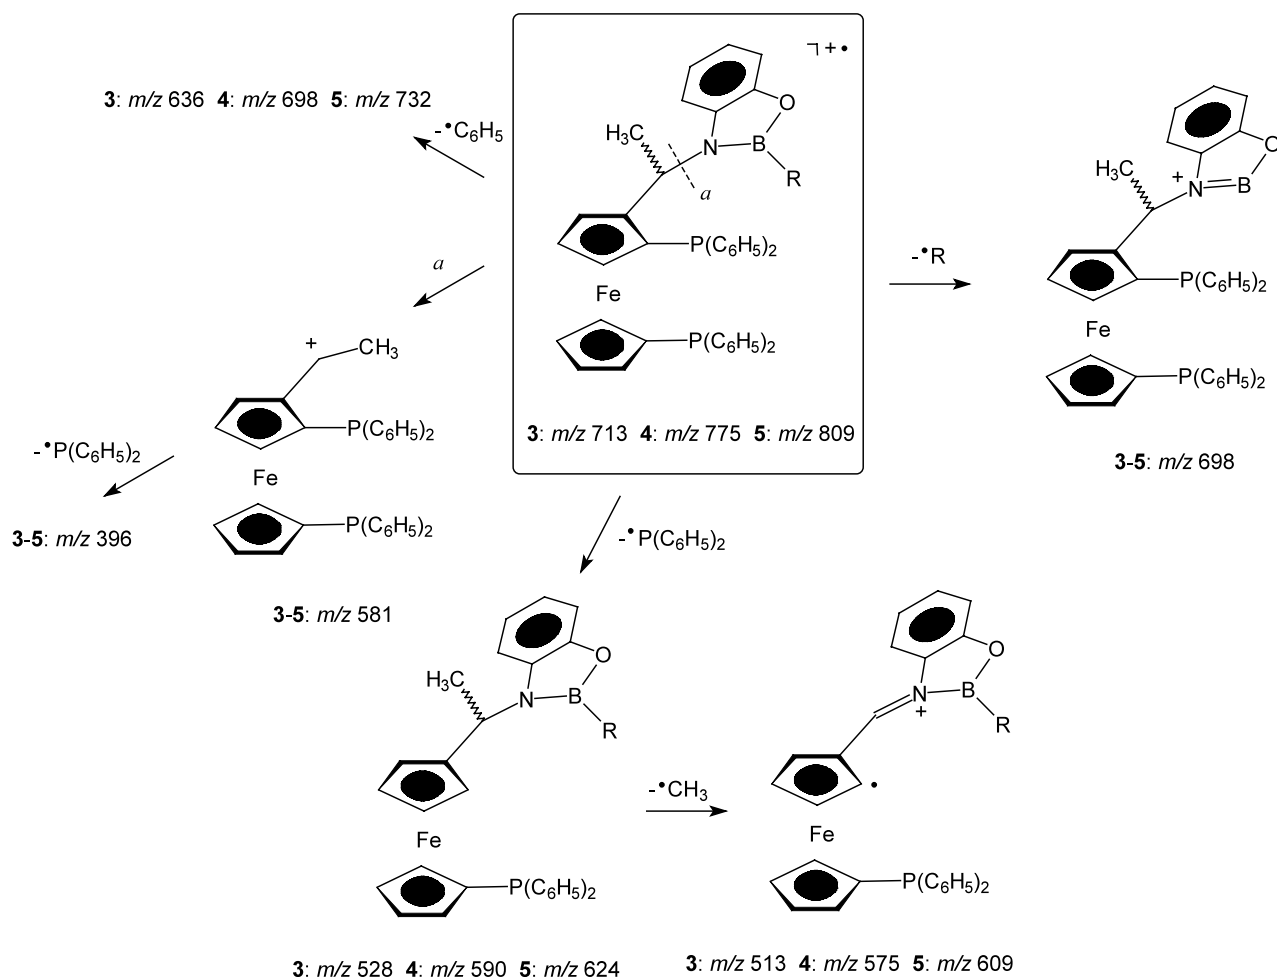 ⌝+•
O
H3C
N
B
R
a
P(C6H5)2
Fe
P(C6H5)2
3: m/z 713 4: m/z 775 5: m/z 809
3: m/z 636 4: m/z 698 5: m/z 732
-•C6H5
a
+
CH3
P(C6H5)2
Fe
P(C6H5)2
3-5: m/z 581
-•P(C6H5)2
3-5: m/z 396
-•R
O
H3C
+
N
B
P(C6H5)2
Fe
P(C6H5)2
3-5: m/z 698
-•P(C6H5)2
O
H3C
N
B
R
Fe
P(C6H5)2
3: m/z 528 4: m/z 590 5: m/z 624
-•CH3
O
N
B
+
R
•
Fe
P(C6H5)2
3: m/z 513 4: m/z 575 5: m/z 609